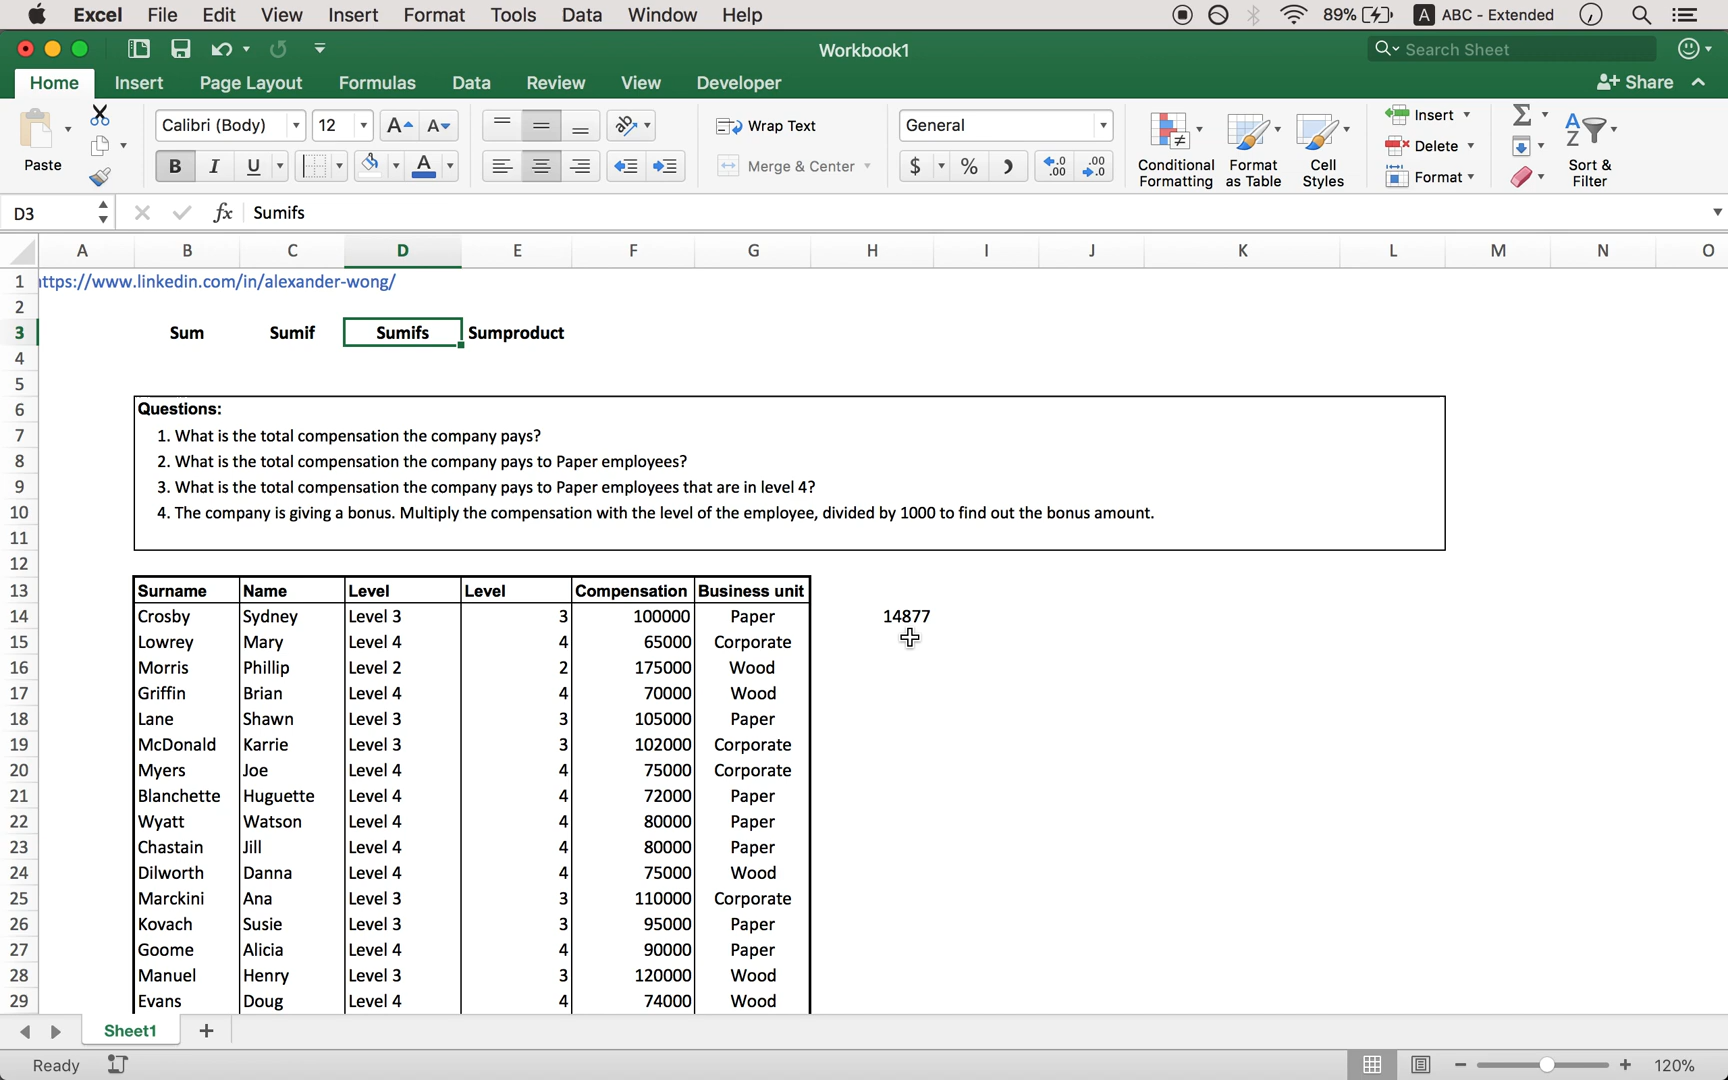 Excel File Edit View Insert Format Tools Data Window Help 89% A ABC - Extended
Workbook1
Search Sheet
Home Insert Page Layout Formulas Data Review View Developer Share
Paste
Calibri (Body) 12 A A
B I U A
ab
Wrap Text
Merge & Center
General
$ % )
.0 .00 .00 .0
Conditional Formatting
Format as Table
Cell Styles
Insert
Delete
Format
Σ
A Z
Sort & Filter
D3 fx Sumifs
A B C D E F G H I J K L M N O
1 ttps://www.linkedin.com/in/alexander-wong/
2
3 Sum Sumif Sumifs Sumproduct
4
5
6 Questions:
7 1. What is the total compensation the company pays?
8 2. What is the total compensation the company pays to Paper employees?
9 3. What is the total compensation the company pays to Paper employees that are in level 4?
10 4. The company is giving a bonus. Multiply the compensation with the level of the employee, divided by 1000 to find out the bonus amount.
11
12
13 Surname Name Level Level Compensation Business unit
14 Crosby Sydney Level 3 3 100000 Paper 14877
15 Lowrey Mary Level 4 4 65000 Corporate
16 Morris Phillip Level 2 2 175000 Wood
17 Griffin Brian Level 4 4 70000 Wood
18 Lane Shawn Level 3 3 105000 Paper
19 McDonald Karrie Level 3 3 102000 Corporate
20 Myers Joe Level 4 4 75000 Corporate
21 Blanchette Huguette Level 4 4 72000 Paper
22 Wyatt Watson Level 4 4 80000 Paper
23 Chastain Jill Level 4 4 80000 Paper
24 Dilworth Danna Level 4 4 75000 Wood
25 Marckini Ana Level 3 3 110000 Corporate
26 Kovach Susie Level 3 3 95000 Paper
27 Goome Alicia Level 4 4 90000 Paper
28 Manuel Henry Level 3 3 120000 Wood
29 Evans Doug Level 4 4 74000 Wood
Sheet1 +
Ready 120%